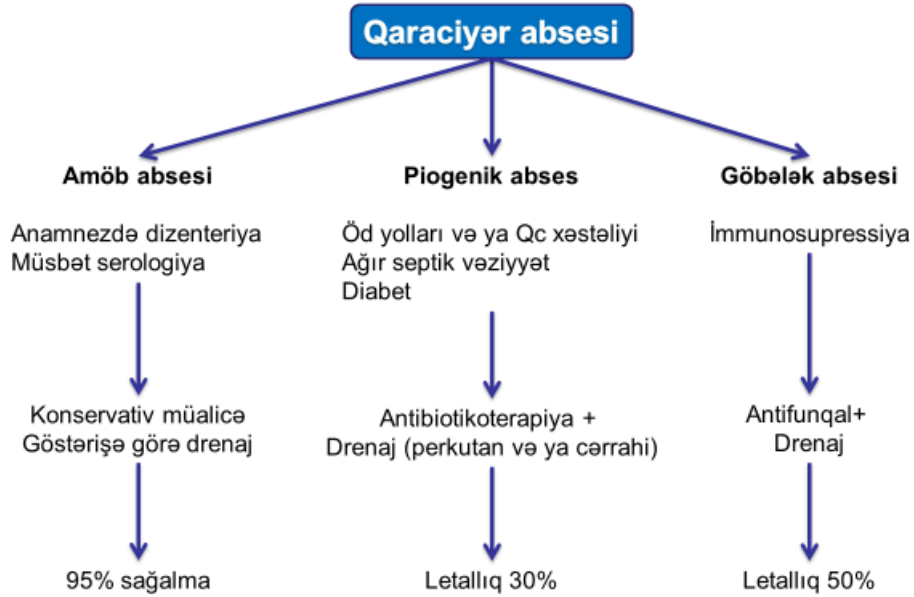 Qaraciyər absesi
Amöb absesi
Anamnezdə dizenteriya
Müsbət serologiya
Konservativ müalicə
Göstərişə görə drenaj
95% sağalma
Piogenik abses
Öd yolları və ya Qc xəstəliyi
Ağır septik vəziyyət
Diabet
Antibiotikoterapiya +
Drenaj (perkutan və ya cərrahi)
Letallıq 30%
Göbələk absesi
İmmunosupressiya
Antifunqal+
Drenaj
Letallıq 50%